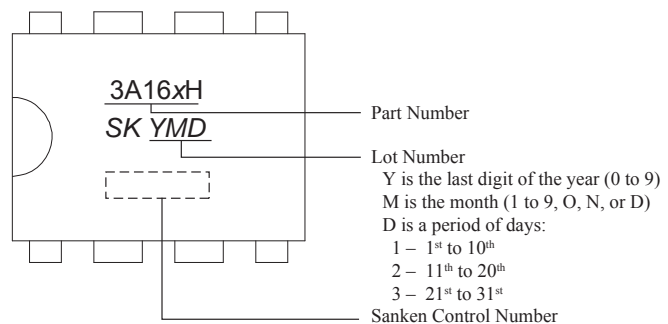 3A16xH
SK YMD
Part Number
Lot Number
Y is the last digit of the year (0 to 9)
M is the month (1 to 9, O, N, or D)
D is a period of days:
1 – 1st to 10th
2 – 11th to 20th
3 – 21st to 31st
Sanken Control Number